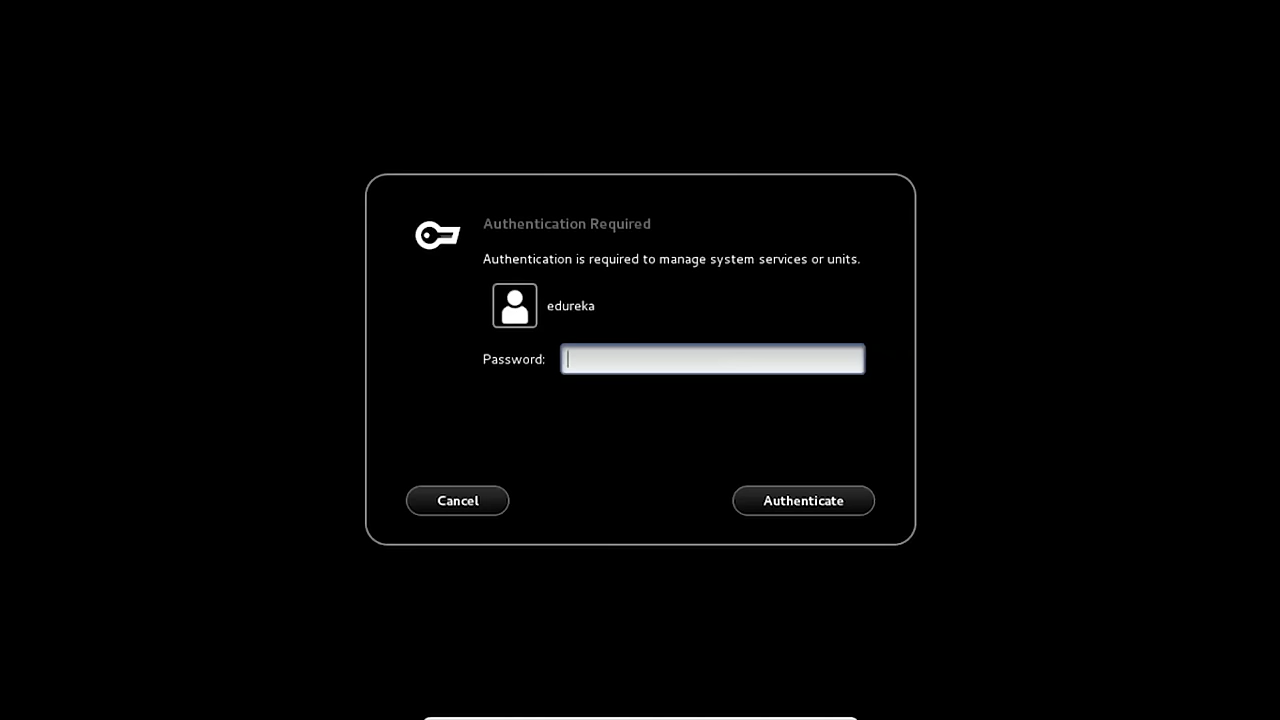 Authentication Required
Authentication is required to manage system services or units.
edureka
Password:
Cancel
Authenticate